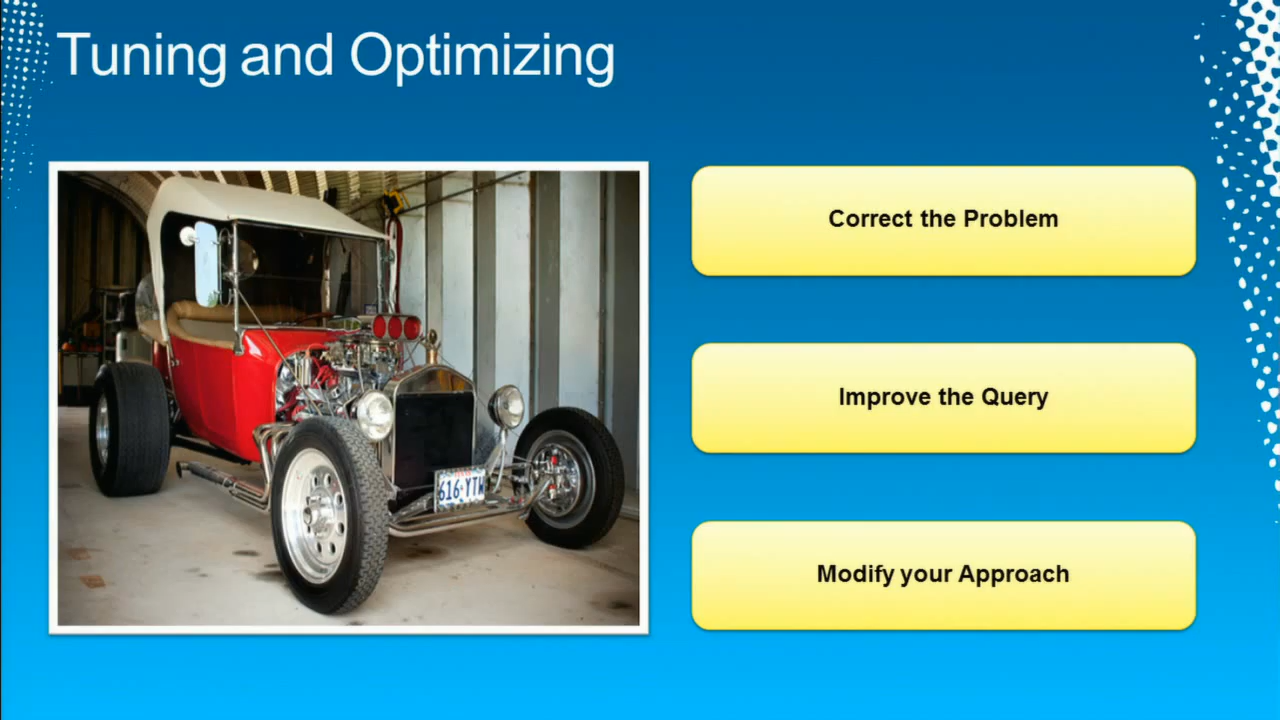 Tuning and Optimizing
Correct the Problem
Improve the Query
Modify your Approach
616·YTW